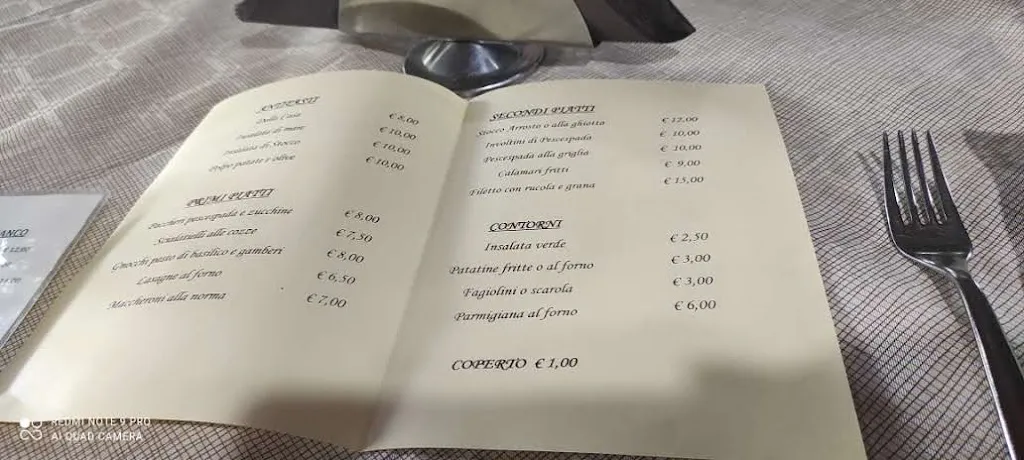 ANTIPASTI
Della Casa € 8,00
Insalata di mare € 10,00
Insalata di Stocco € 10,00
Polpo patate e olive € 10,00
PRIMI PIATTI
Paccheri pescespada e zucchine € 8,00
Scialatielli alle cozze € 7,50
Gnocchi pesto di basilico e gamberi € 8,00
Lasagne al forno € 6,50
Maccheroni alla norma € 7,00
SECONDI PIATTI
Stocco Arrosto o alla ghiotta € 12,00
Involtini di Pescespada € 10,00
Pescespada alla griglia € 10,00
Calamari fritti € 9,00
Filetto con rucola e grana € 15,00
CONTORNI
Insalata verde € 2,50
Patatine fritte o al forno € 3,00
Fagiolini o scarola € 3,00
Parmigiana al forno € 6,00
COPERTO € 1,00
REDMI NOTE 9 PRO
AI QUAD CAMERA